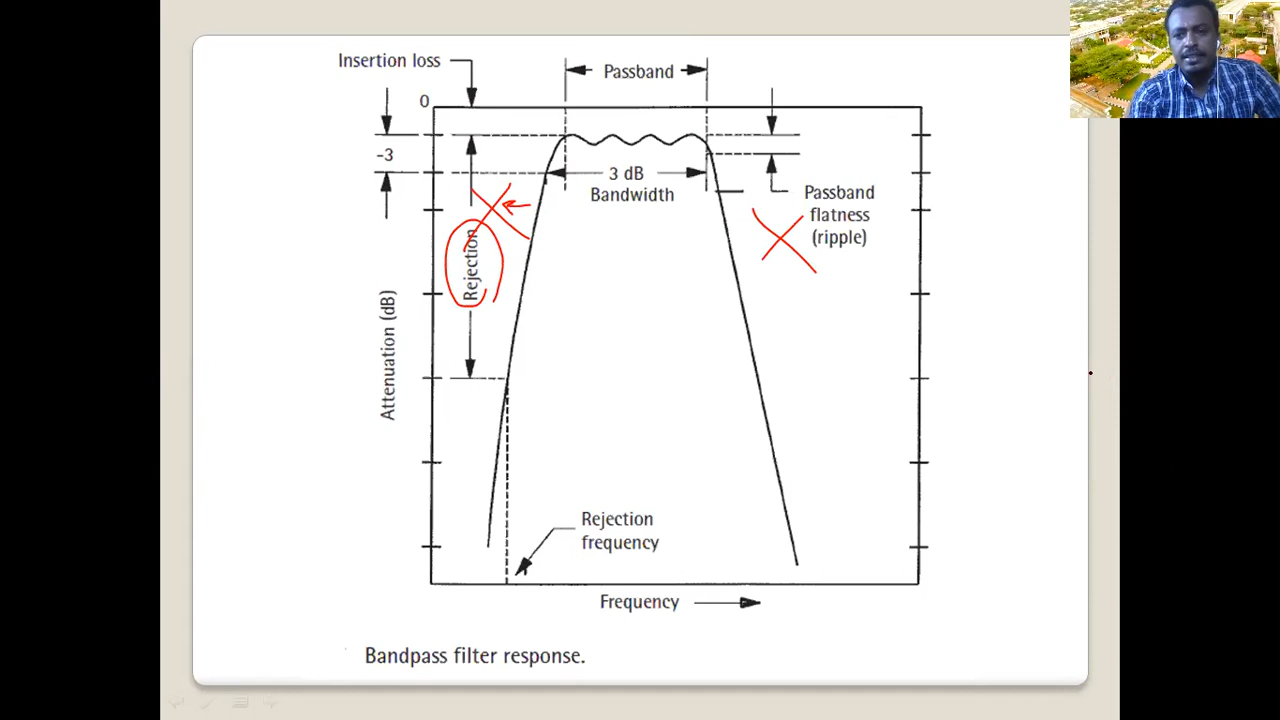 Insertion loss
Passband
0
-3
3 dB
Bandwidth
Passband
flatness
(ripple)
Rejection
Attenuation (dB)
Rejection
frequency
Frequency
Bandpass filter response.